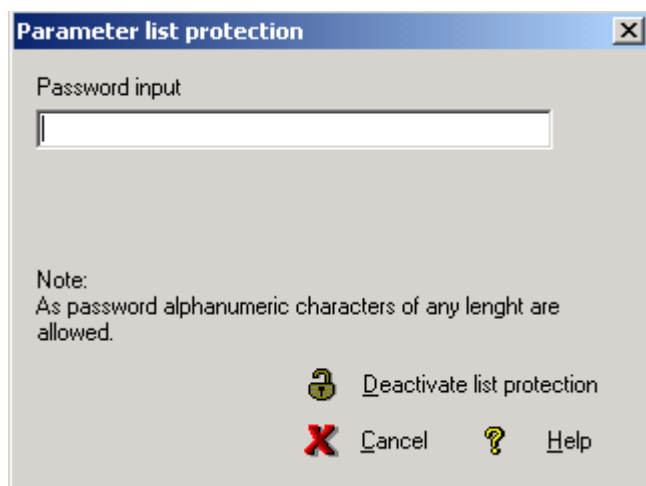 Parameter list protection
Password input
Note:
As password alphanumeric characters of any lenght are
allowed.
Deactivate list protection
Cancel
Help